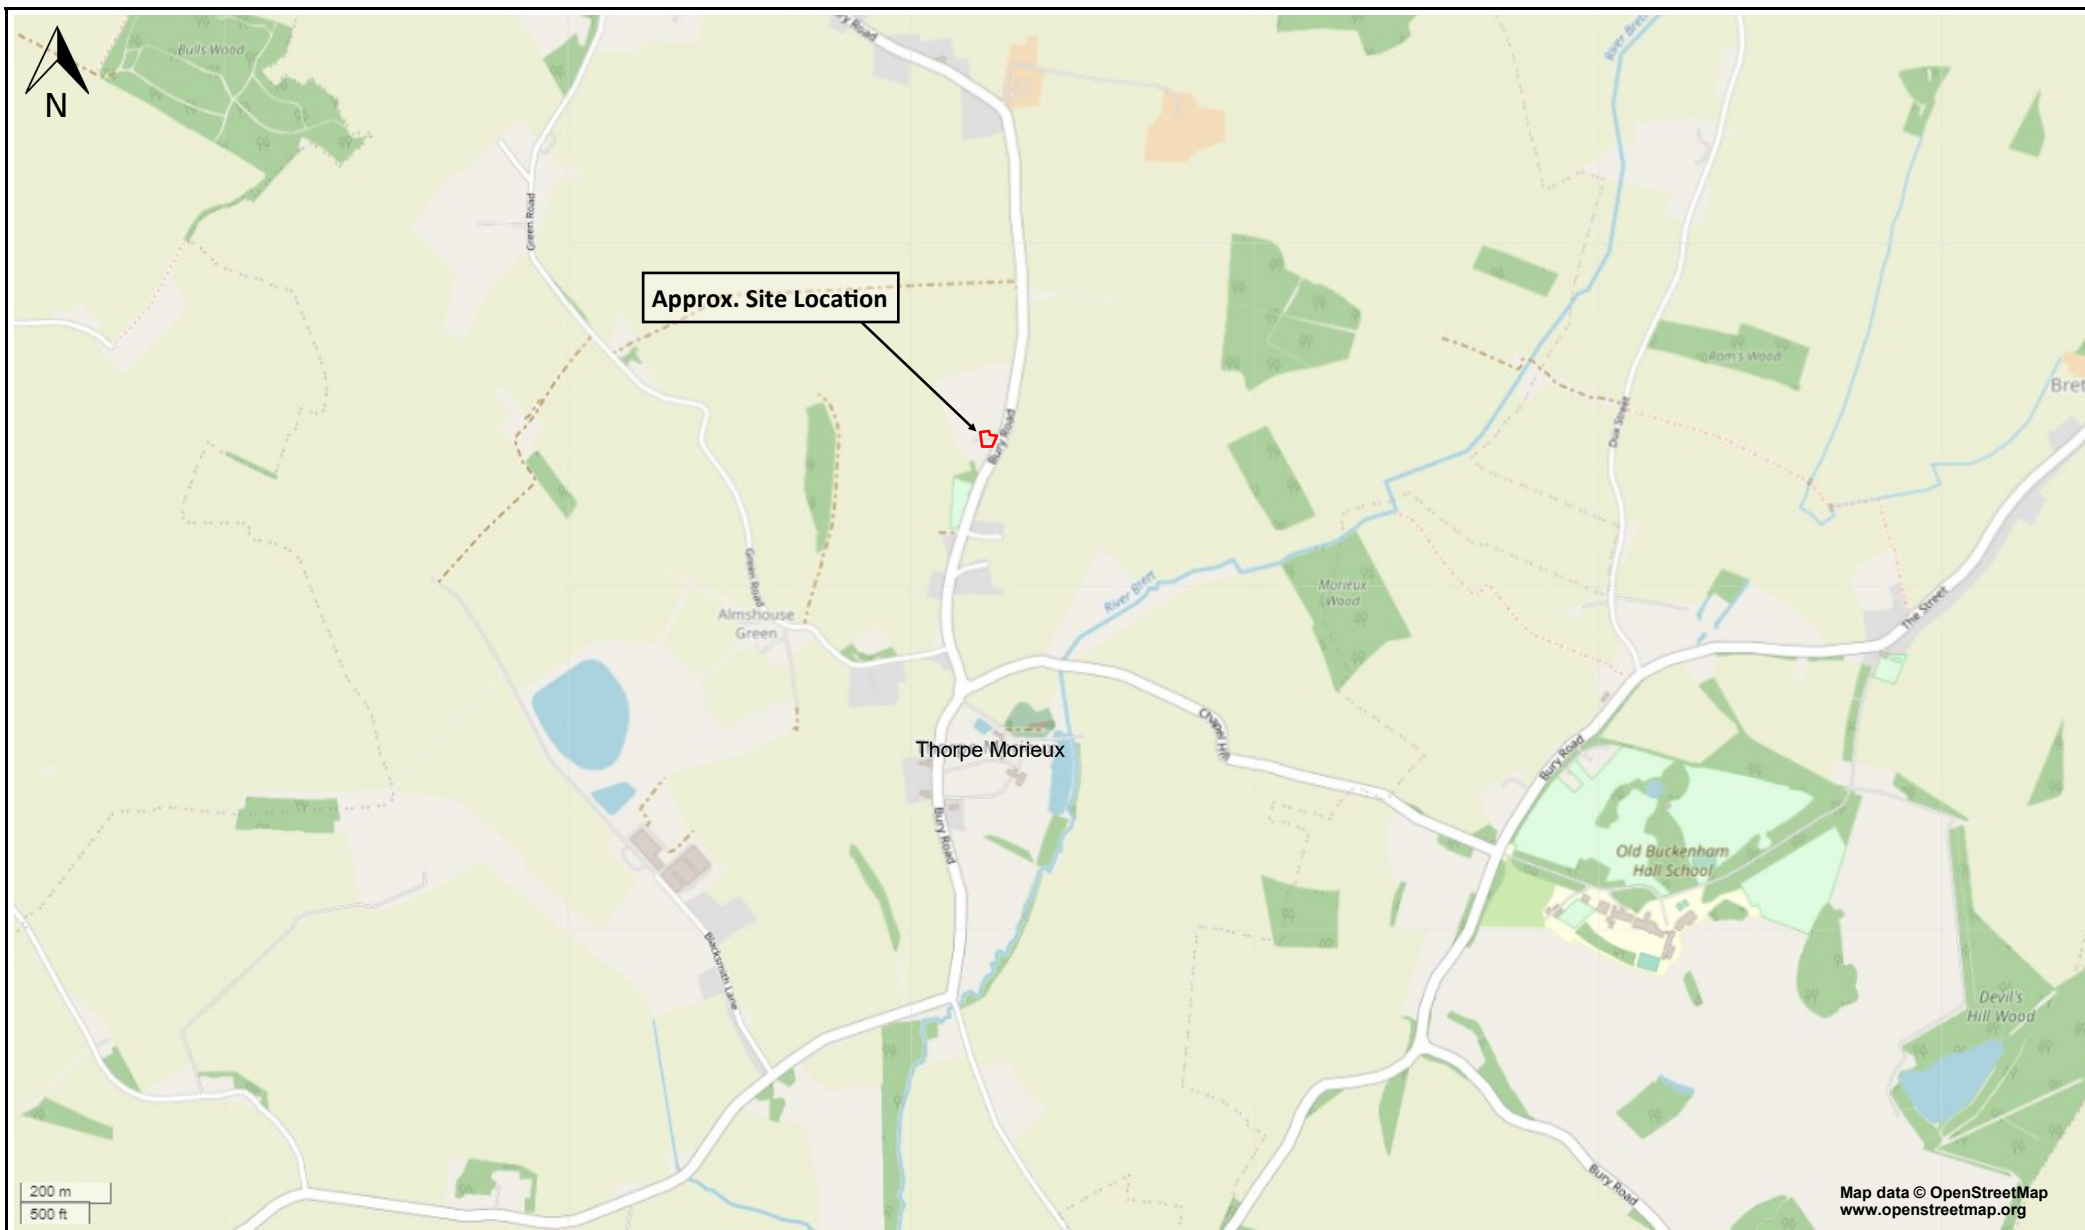 Bury Road
River Brett
Bulls Wood
N
Green Road
Approx. Site Location
Ram's Wood
Bret
Dux Street
Bury Road
Green Road
River Brett
Morieux
Wood
The Street
Almshouse
Green
Chapel Hill
Thorpe Morieux
Bury Road
Bury Road
Old Buckenham
Hall School
Blacksmith Lane
Devil's
Hill Wood
Bury Road
200 m
500 ft
Map data © OpenStreetMap
www.openstreetmap.org